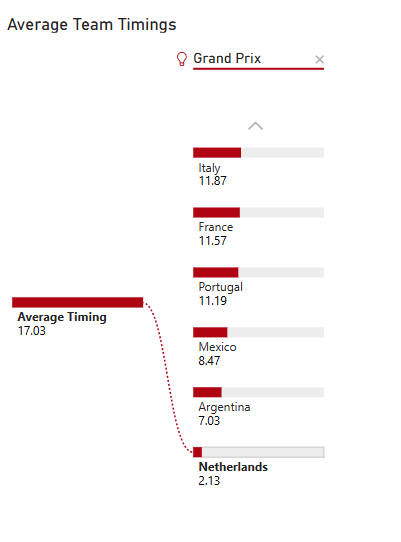 Average Team Timings
Grand Prix
Italy
11.87
France
11.57
Portugal
11.19
Average Timing
17.03
Mexico
8.47
Argentina
7.03
Netherlands
2.13